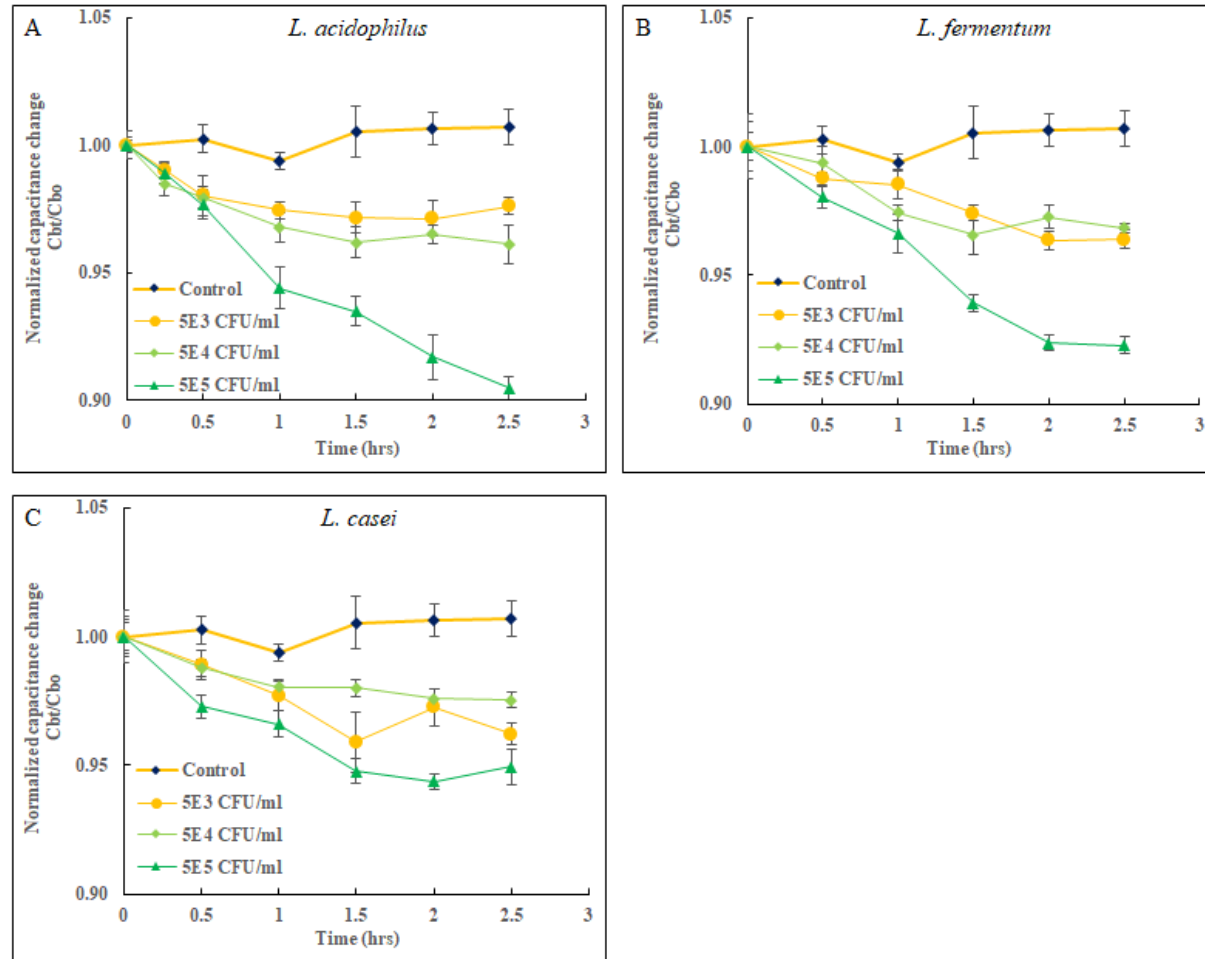 A
L. acidophilus
Normalized capacitance change
Cbt/Cbo
1.05
1.00
0.95
0.90
Control
5E3 CFU/ml
5E4 CFU/ml
5E5 CFU/ml
0 0.5 1 1.5 2 2.5 3
Time (hrs)
B
L. fermentum
Normalized capacitance change
Cbt/Cbo
1.05
1.00
0.95
0.90
Control
5E3 CFU/ml
5E4 CFU/ml
5E5 CFU/ml
0 0.5 1 1.5 2 2.5 3
Time (hrs)
C
L. casei
Normalized capacitance change
Cbt/Cbo
1.05
1.00
0.95
0.90
Control
5E3 CFU/ml
5E4 CFU/ml
5E5 CFU/ml
0 0.5 1 1.5 2 2.5 3
Time (hrs)